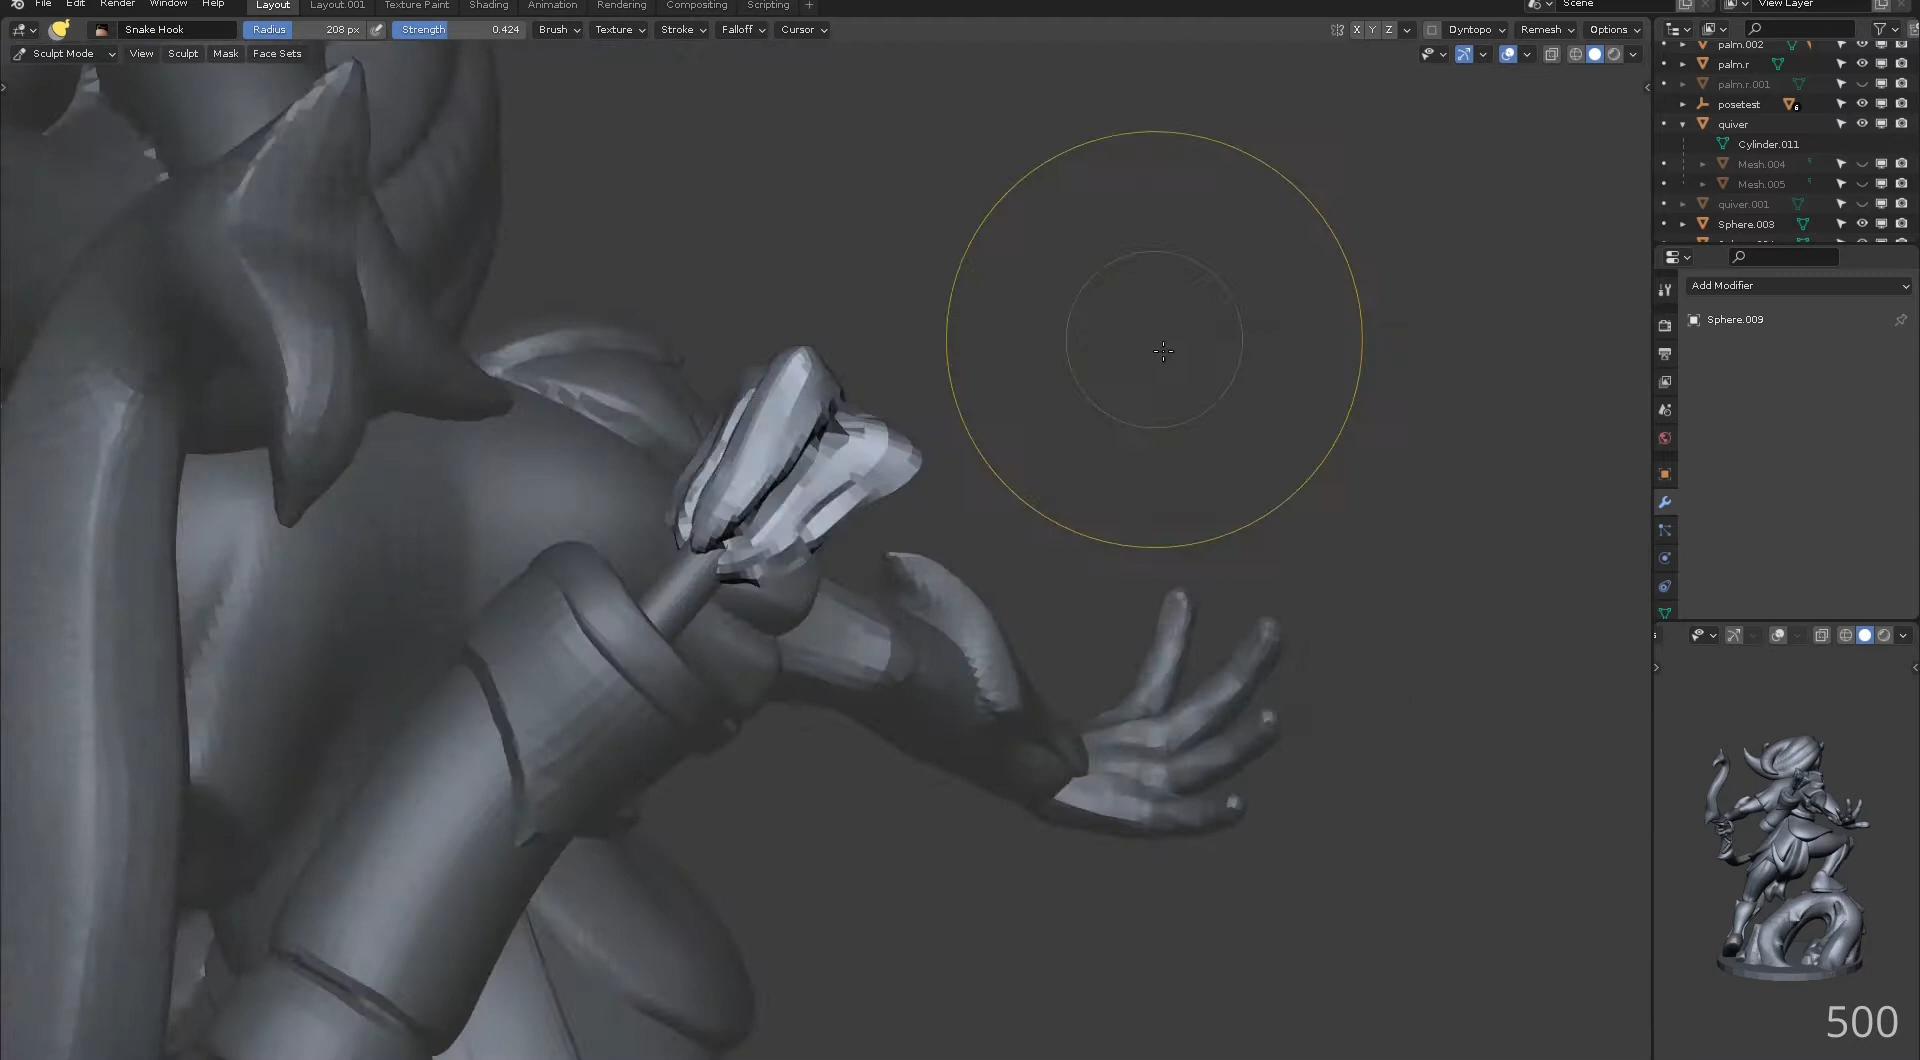 File Edit Render Window Help Layout Layout.001 Texture Paint Shading Animation Rendering Compositing Scripting + Scene View Layer
Snake Hook Radius 208 px Strength 0.424 Brush Texture Stroke Falloff Cursor X Y Z Dyntopo Remesh Options
Sculpt Mode View Sculpt Mask Face Sets
palm.002
palm.r
palm.r.001
posetest 6
quiver
Cylinder.011
Mesh.004
Mesh.005
quiver.001
Sphere.003
Add Modifier
Sphere.009
500